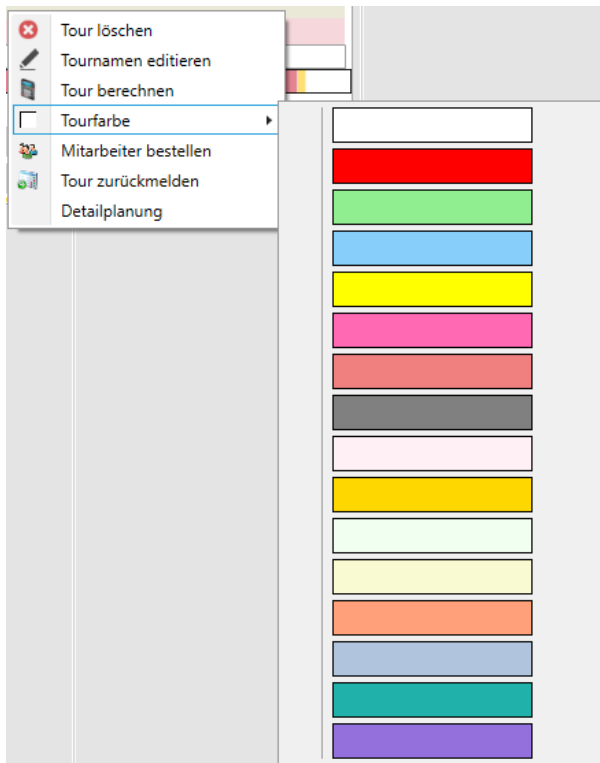 Tour löschen
Tournamen editieren
Tour berechnen
Tourfarbe
Mitarbeiter bestellen
Tour zurückmelden
Detailplanung